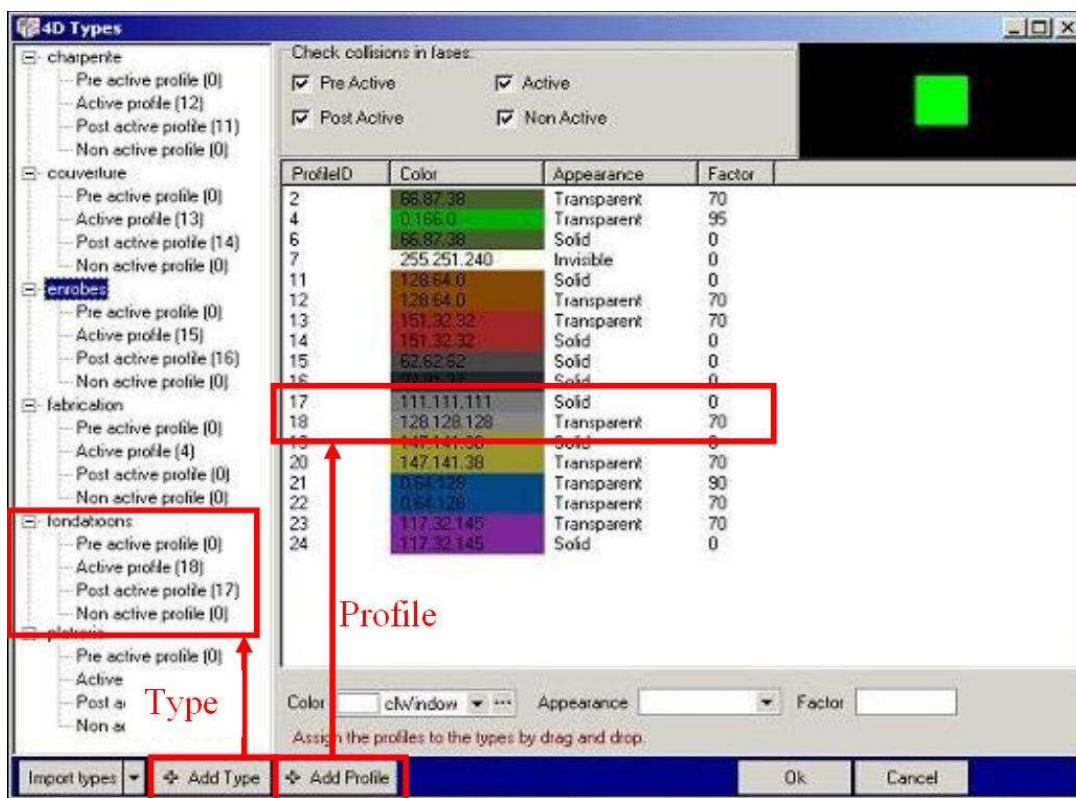 4D Types
charpente
Pre active profile (0)
Active profile (12)
Post active profile (11)
Non active profile (0)
couverture
Pre active profile (0)
Active profile (13)
Post active profile (14)
Non active profile (0)
enrobes
Pre active profile (0)
Active profile (15)
Post active profile (16)
Non active profile (0)
fabrication
Pre active profile (0)
Active profile (4)
Post active profile (0)
Non active profile (0)
fondatioons
Pre active profile (0)
Active profile (18)
Post active profile (17)
Non active profile (0)
Pre active profile (0)
Active
Post
Non
Type
Check collisions in fases:
Pre Active Active
Post Active Non Active
ProfileID Color Appearance Factor
2 66.87.38 Transparent 70
4 0.166.0 Transparent 95
6 66.87.38 Solid 0
7 255.251.240 Invisible 0
11 128.64.0 Solid 0
12 128.64.0 Transparent 70
13 151.32.32 Transparent 70
14 151.32.32 Solid 0
15 62.62.62 Solid 0
16 Solid 0
17 111.111.111 Solid 0
18 128.128.128 Transparent 70
19 147.141.38 Solid 0
20 147.141.38 Transparent 70
21 0.64.128 Transparent 90
22 0.64.128 Transparent 70
23 117.32.145 Transparent 70
24 117.32.145 Solid 0
Profile
Color clWindow ... Appearance Factor
Assign the profiles to the types by drag and drop.
Import types Add Type Add Profile Ok Cancel